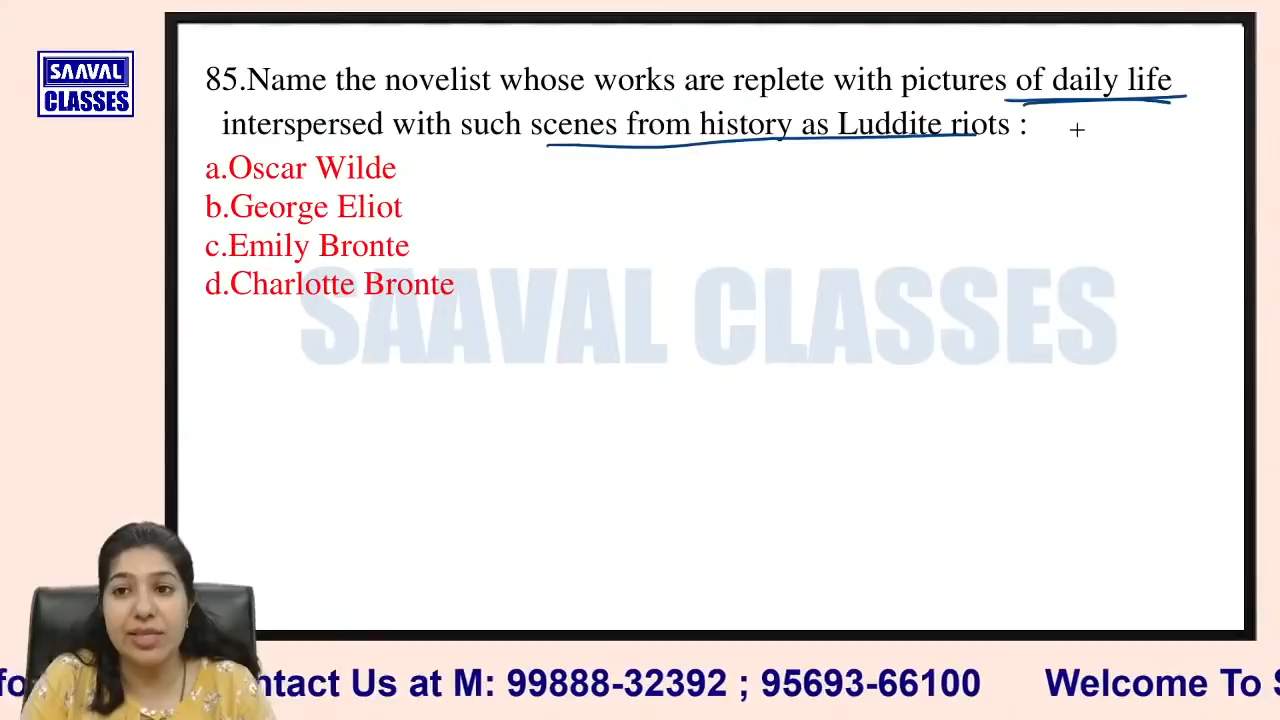 SAAVAL
CLASSES
85.Name the novelist whose works are replete with pictures of daily life
interspersed with such scenes from history as Luddite riots :
a.Oscar Wilde
b.George Eliot
c.Emily Bronte
d.Charlotte Bronte
SAAVAL CLASSES
ntact Us at M: 99888-32392 ; 95693-66100 Welcome To S